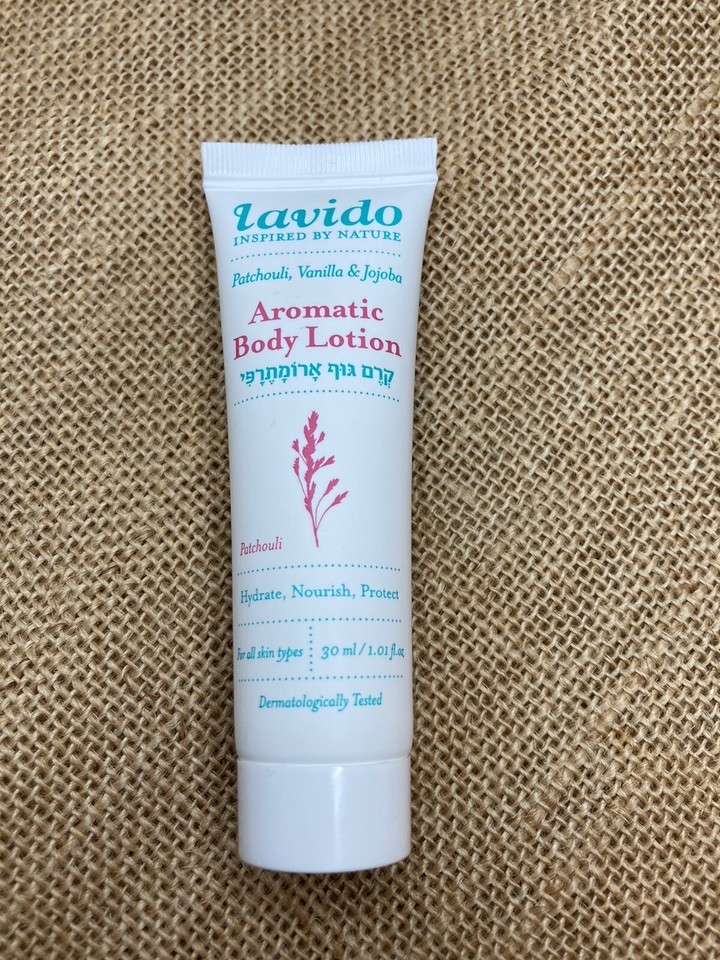 lavido
INSPIRED BY NATURE
Patchouli, Vanilla & Jojoba
Aromatic
Body Lotion
קְרֶם גּוּף אָרוֹמָתֶרָפִּי
Patchouli
Hydrate, Nourish, Protect
For all skin types
30 ml / 1.01 fl.oz
Dermatologically Tested